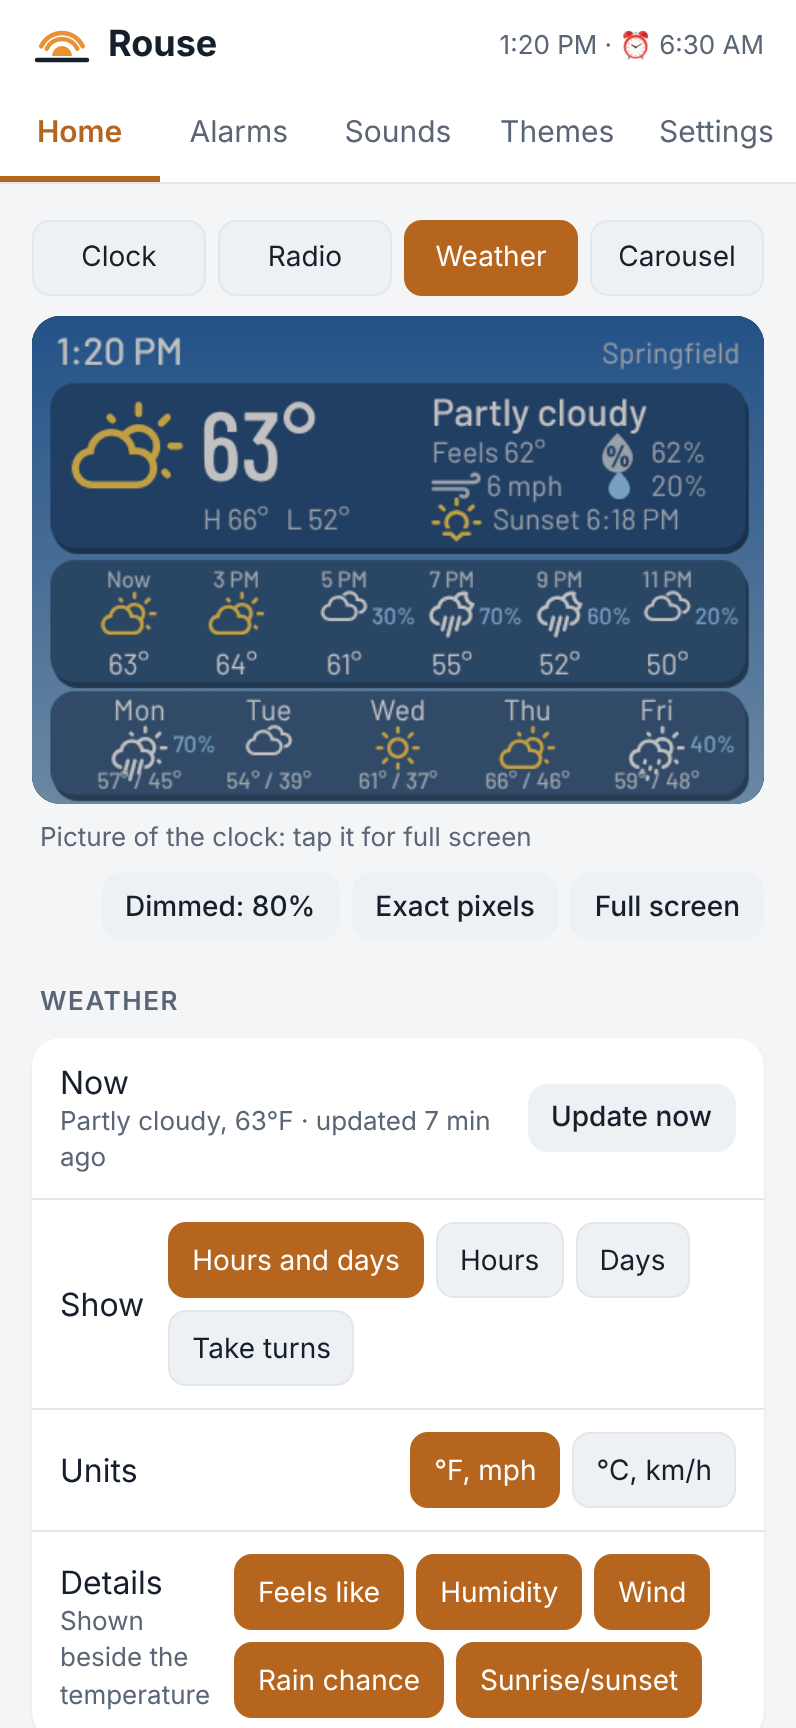 Rouse
1:20 PM · ⏰ 6:30 AM
Home Alarms Sounds Themes Settings
Clock Radio Weather Carousel
1:20 PM Springfield
63° Partly cloudy
Feels 62° 62%
6 mph 20%
H 66° L 52° Sunset 6:18 PM
Now 3 PM 5 PM 7 PM 9 PM 11 PM
30% 70% 60% 20%
63° 64° 61° 55° 52° 50°
Mon Tue Wed Thu Fri
70% 40%
57° / 45° 54° / 39° 61° / 37° 66° / 46° 59° / 48°
Picture of the clock: tap it for full screen
Dimmed: 80% Exact pixels Full screen
WEATHER
Now
Partly cloudy, 63°F · updated 7 min
ago
Update now
Show
Hours and days Hours Days
Take turns
Units °F, mph °C, km/h
Details
Shown
beside the
temperature
Feels like Humidity Wind
Rain chance Sunrise/sunset